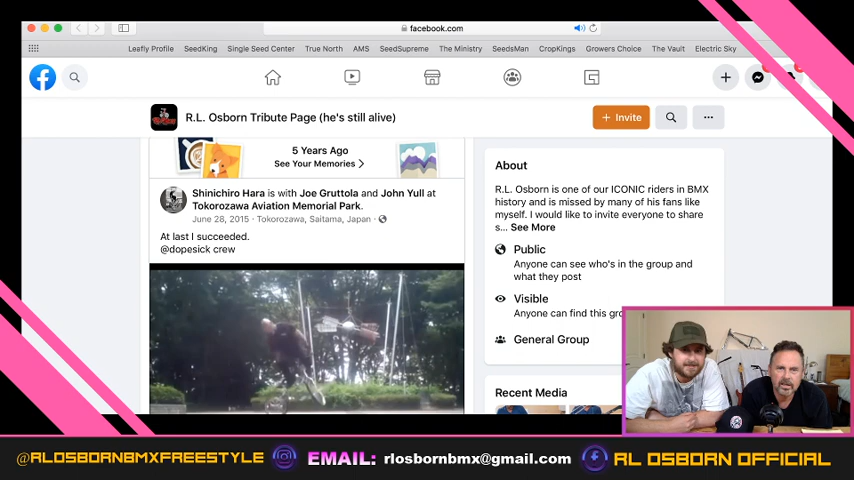 facebook.com
Leafly Profile SeedKing Single Seed Center True North AMS SeedSupreme The Ministry SeedsMan CropKings Growers Choice The Vault Electric Sky
R.L. Osborn Tribute Page (he's still alive)
+ Invite
5 Years Ago
See Your Memories
Shinichiro Hara is with Joe Gruttola and John Yull at
Tokorozawa Aviation Memorial Park.
June 28, 2015 · Tokorozawa, Saitama, Japan ·
At last I succeeded.
@dopesick crew
About
R.L. Osborn is one of our ICONIC riders in BMX
history and is missed by many of his fans like
myself. I would like to invite everyone to share
s... See More
Public
Anyone can see who's in the group and
what they post
Visible
Anyone can find this gro
General Group
Recent Media
@RLOSBORNBMXFREESTYLE
EMAIL: rlosbornbmx@gmail.com
RL OSBORN OFFICIAL